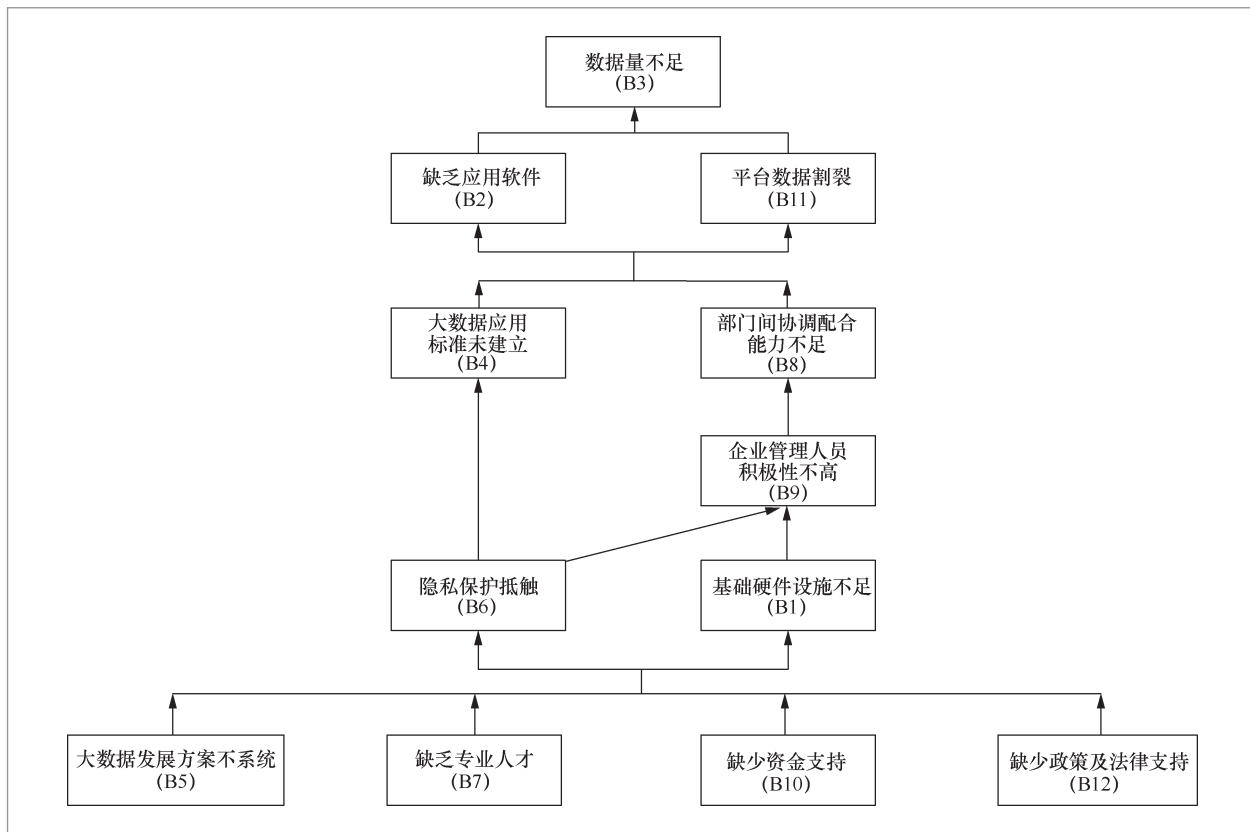 数据量不足
(B3)
缺乏应用软件
(B2)
平台数据割裂
(B11)
大数据应用
标准未建立
(B4)
部门间协调配合
能力不足
(B8)
企业管理人员
积极性不高
(B9)
隐私保护抵触
(B6)
基础硬件设施不足
(B1)
大数据发展方案不系统
(B5)
缺乏专业人才
(B7)
缺少资金支持
(B10)
缺少政策及法律支持
(B12)